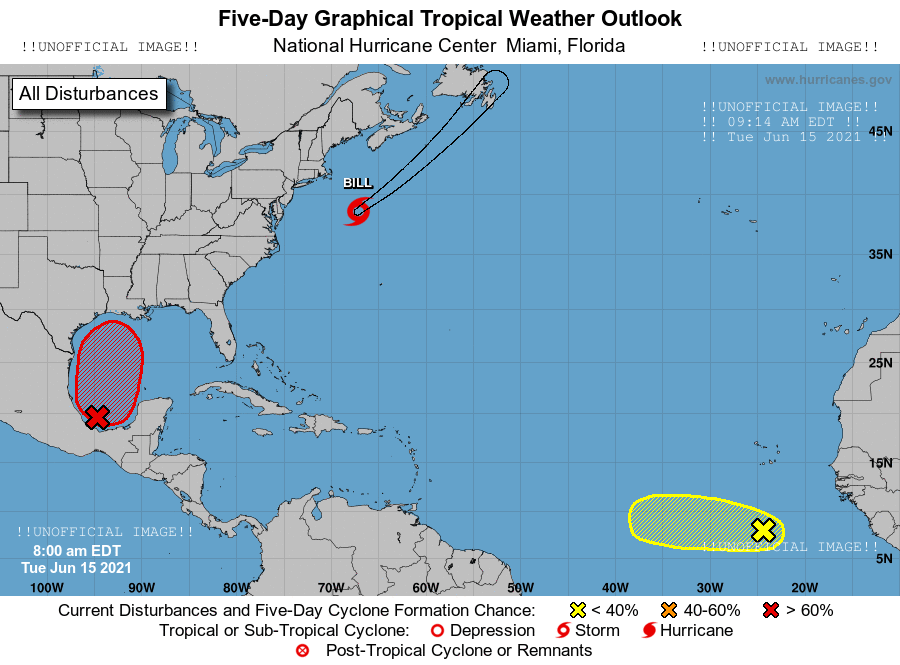 Five-Day Graphical Tropical Weather Outlook
!!UNOFFICIAL IMAGE!! National Hurricane Center Miami, Florida !!UNOFFICIAL IMAGE!!
www.hurricanes.gov
All Disturbances
!!UNOFFICIAL IMAGE!!
!! 09:14 AM EDT !!
!! Tue Jun 15 2021 !!
45N
BILL
35N
25N
15N
!!UNOFFICIAL IMAGE!!
!!UNOFFICIAL IMAGE!!
8:00 am EDT
5N
Tue Jun 15 2021
100W 90W 80W 70W 60W 50W 40W 30W 20W
Current Disturbances and Five-Day Cyclone Formation Chance: < 40% 40-60% > 60%
Tropical or Sub-Tropical Cyclone: Depression Storm Hurricane
Post-Tropical Cyclone or Remnants